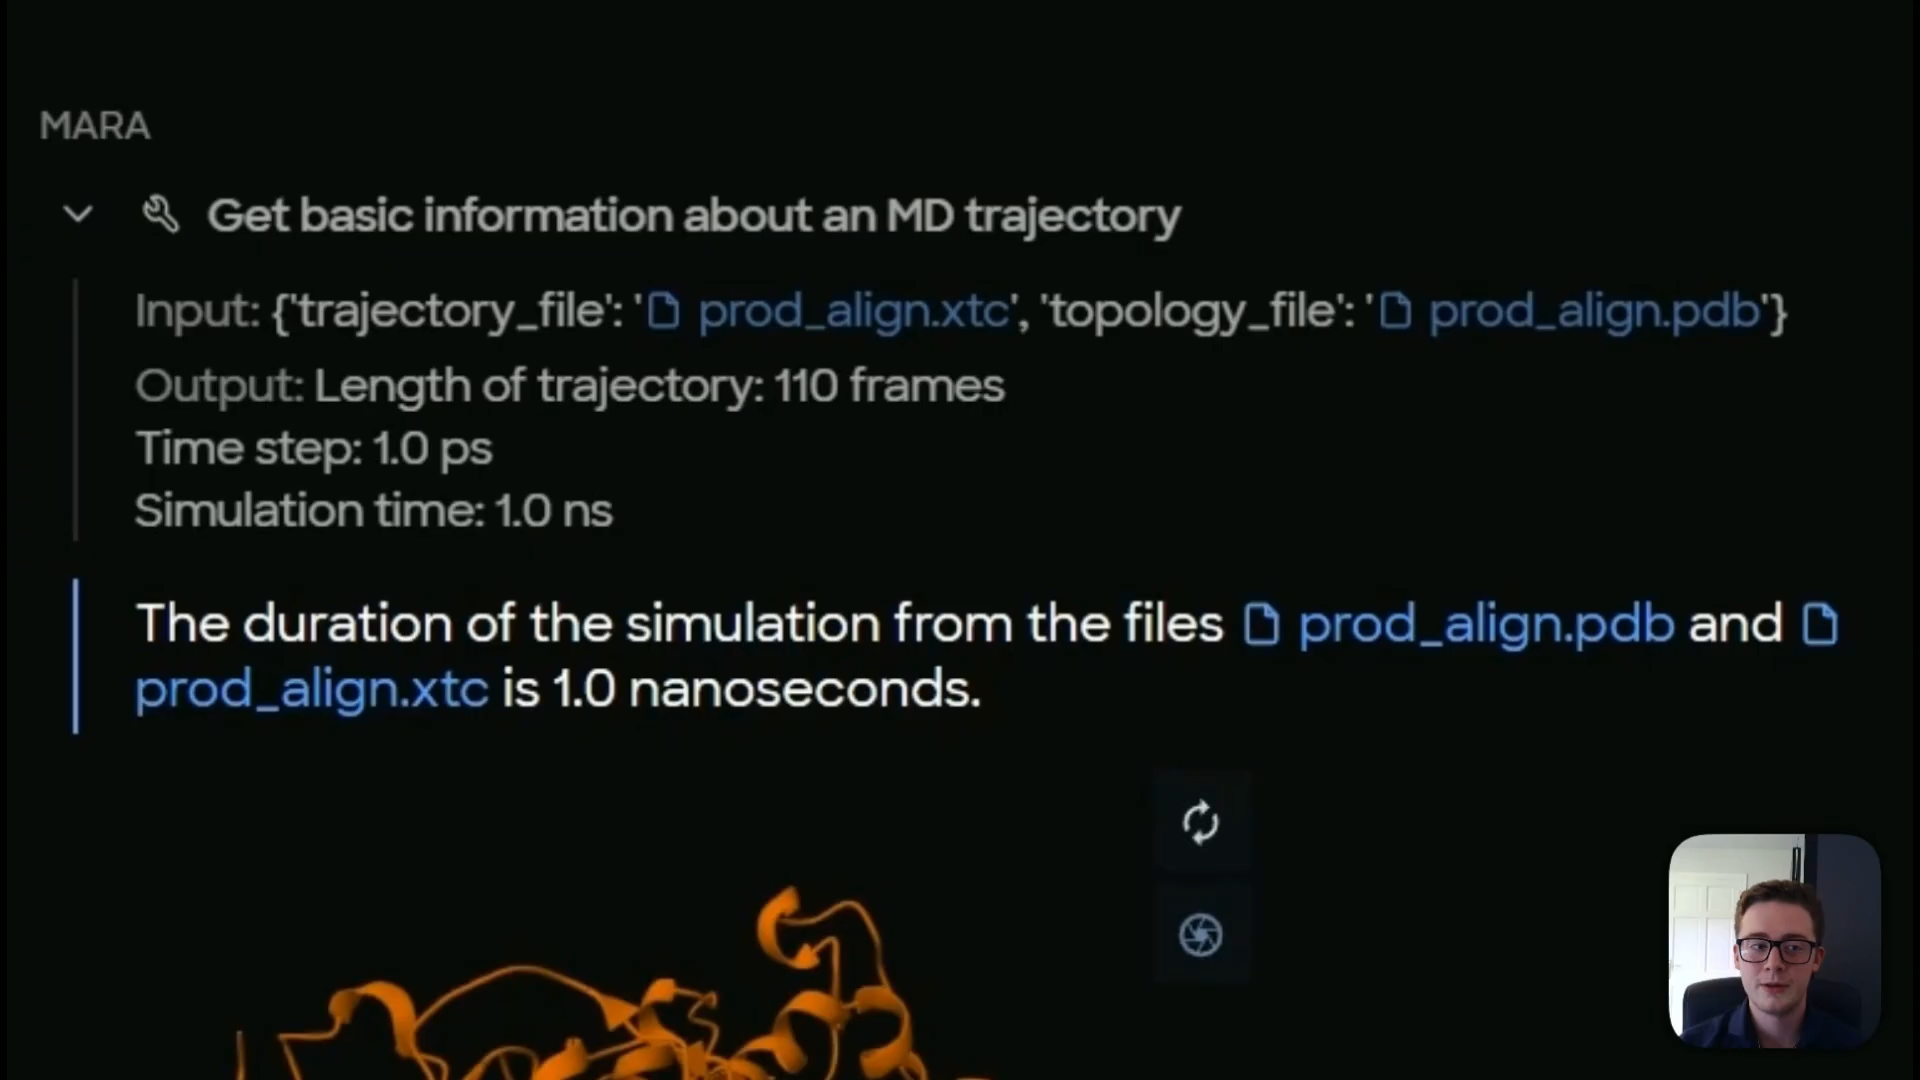 MARA
Get basic information about an MD trajectory
Input: {'trajectory_file': 'prod_align.xtc', 'topology_file': 'prod_align.pdb'}
Output: Length of trajectory: 110 frames
Time step: 1.0 ps
Simulation time: 1.0 ns
The duration of the simulation from the files prod_align.pdb and
prod_align.xtc is 1.0 nanoseconds.